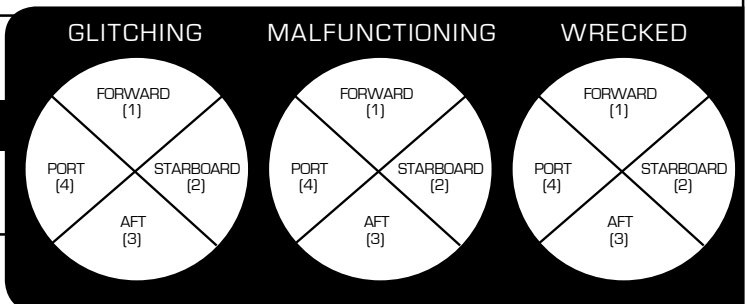 GLITCHING
FORWARD
(1)
PORT
(4)
STARBOARD
(2)
AFT
(3)
MALFUNCTIONING
FORWARD
(1)
PORT
(4)
STARBOARD
(2)
AFT
(3)
WRECKED
FORWARD
(1)
PORT
(4)
STARBOARD
(2)
AFT
(3)